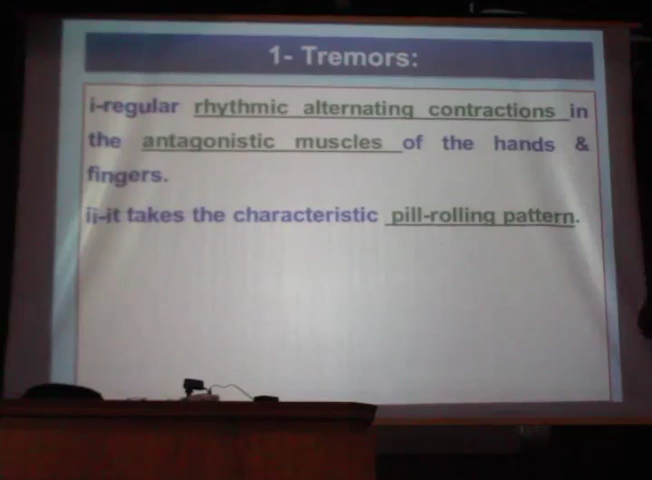 1- Tremors:
i-regular rhythmic alternating contractions in
the antagonistic muscles of the hands &
fingers.
ii-it takes the characteristic pill-rolling pattern.